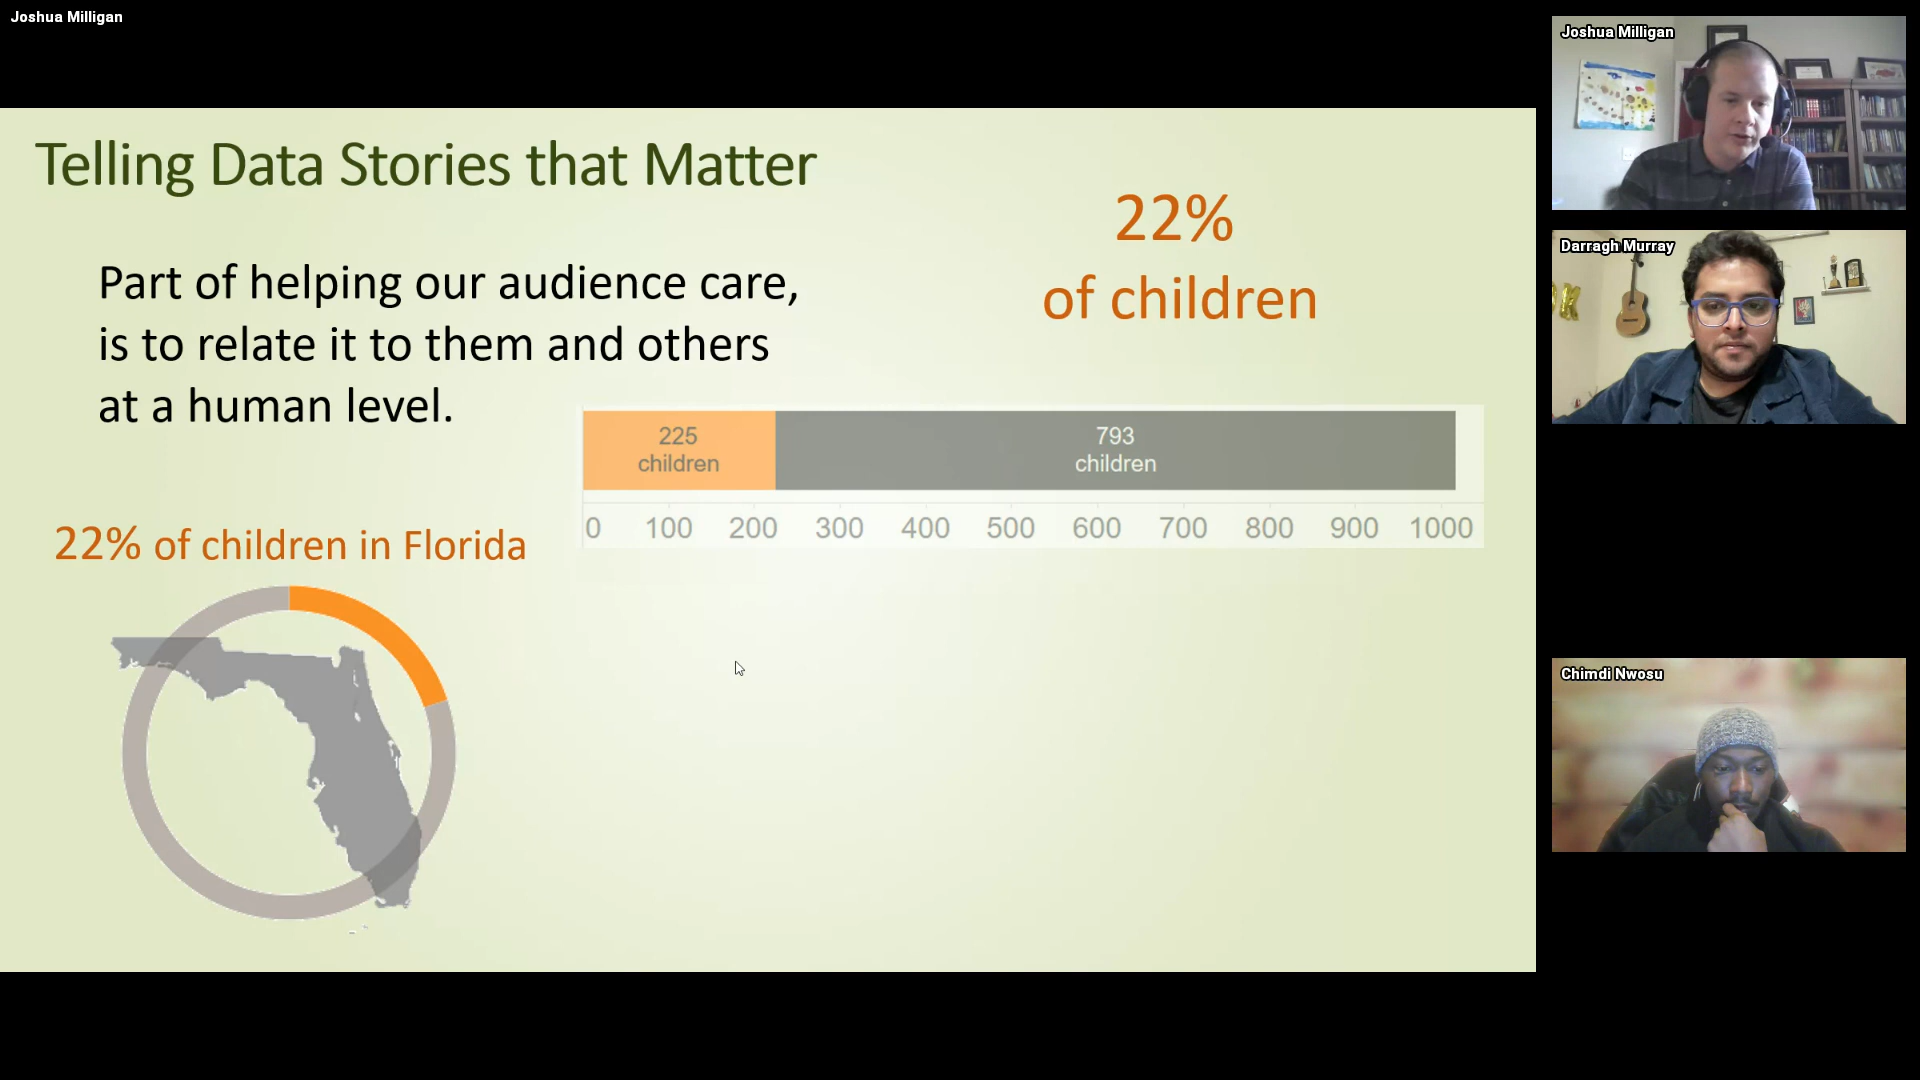 Joshua Milligan
Telling Data Stories that Matter
Part of helping our audience care,
is to relate it to them and others
at a human level.
22%
of children
225
children
793
children
0 100 200 300 400 500 600 700 800 900 1000
22% of children in Florida
Joshua Milligan
Darragh Murray
Chimdi Nwosu